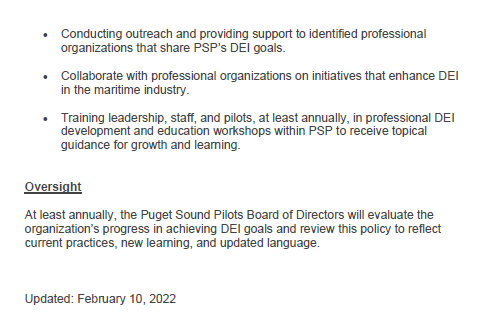 • Conducting outreach and providing support to identified professional
organizations that share PSP's DEI goals.
• Collaborate with professional organizations on initiatives that enhance DEI
in the maritime industry.
• Training leadership, staff, and pilots, at least annually, in professional DEI
development and education workshops within PSP to receive topical
guidance for growth and learning.
Oversight
At least annually, the Puget Sound Pilots Board of Directors will evaluate the
organization's progress in achieving DEI goals and review this policy to reflect
current practices, new learning, and updated language.
Updated: February 10, 2022